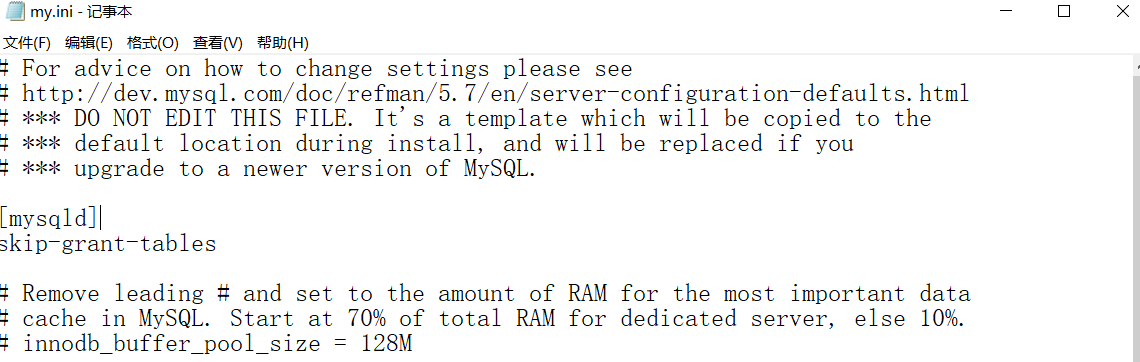 my.ini - 记事本
文件(F) 编辑(E) 格式(O) 查看(V) 帮助(H)
# For advice on how to change settings please see
# http://dev.mysql.com/doc/refman/5.7/en/server-configuration-defaults.html
# *** DO NOT EDIT THIS FILE. It's a template which will be copied to the
# *** default location during install, and will be replaced if you
# *** upgrade to a newer version of MySQL.
[mysqld]
skip-grant-tables
# Remove leading # and set to the amount of RAM for the most important data
# cache in MySQL. Start at 70% of total RAM for dedicated server, else 10%.
# innodb_buffer_pool_size = 128M